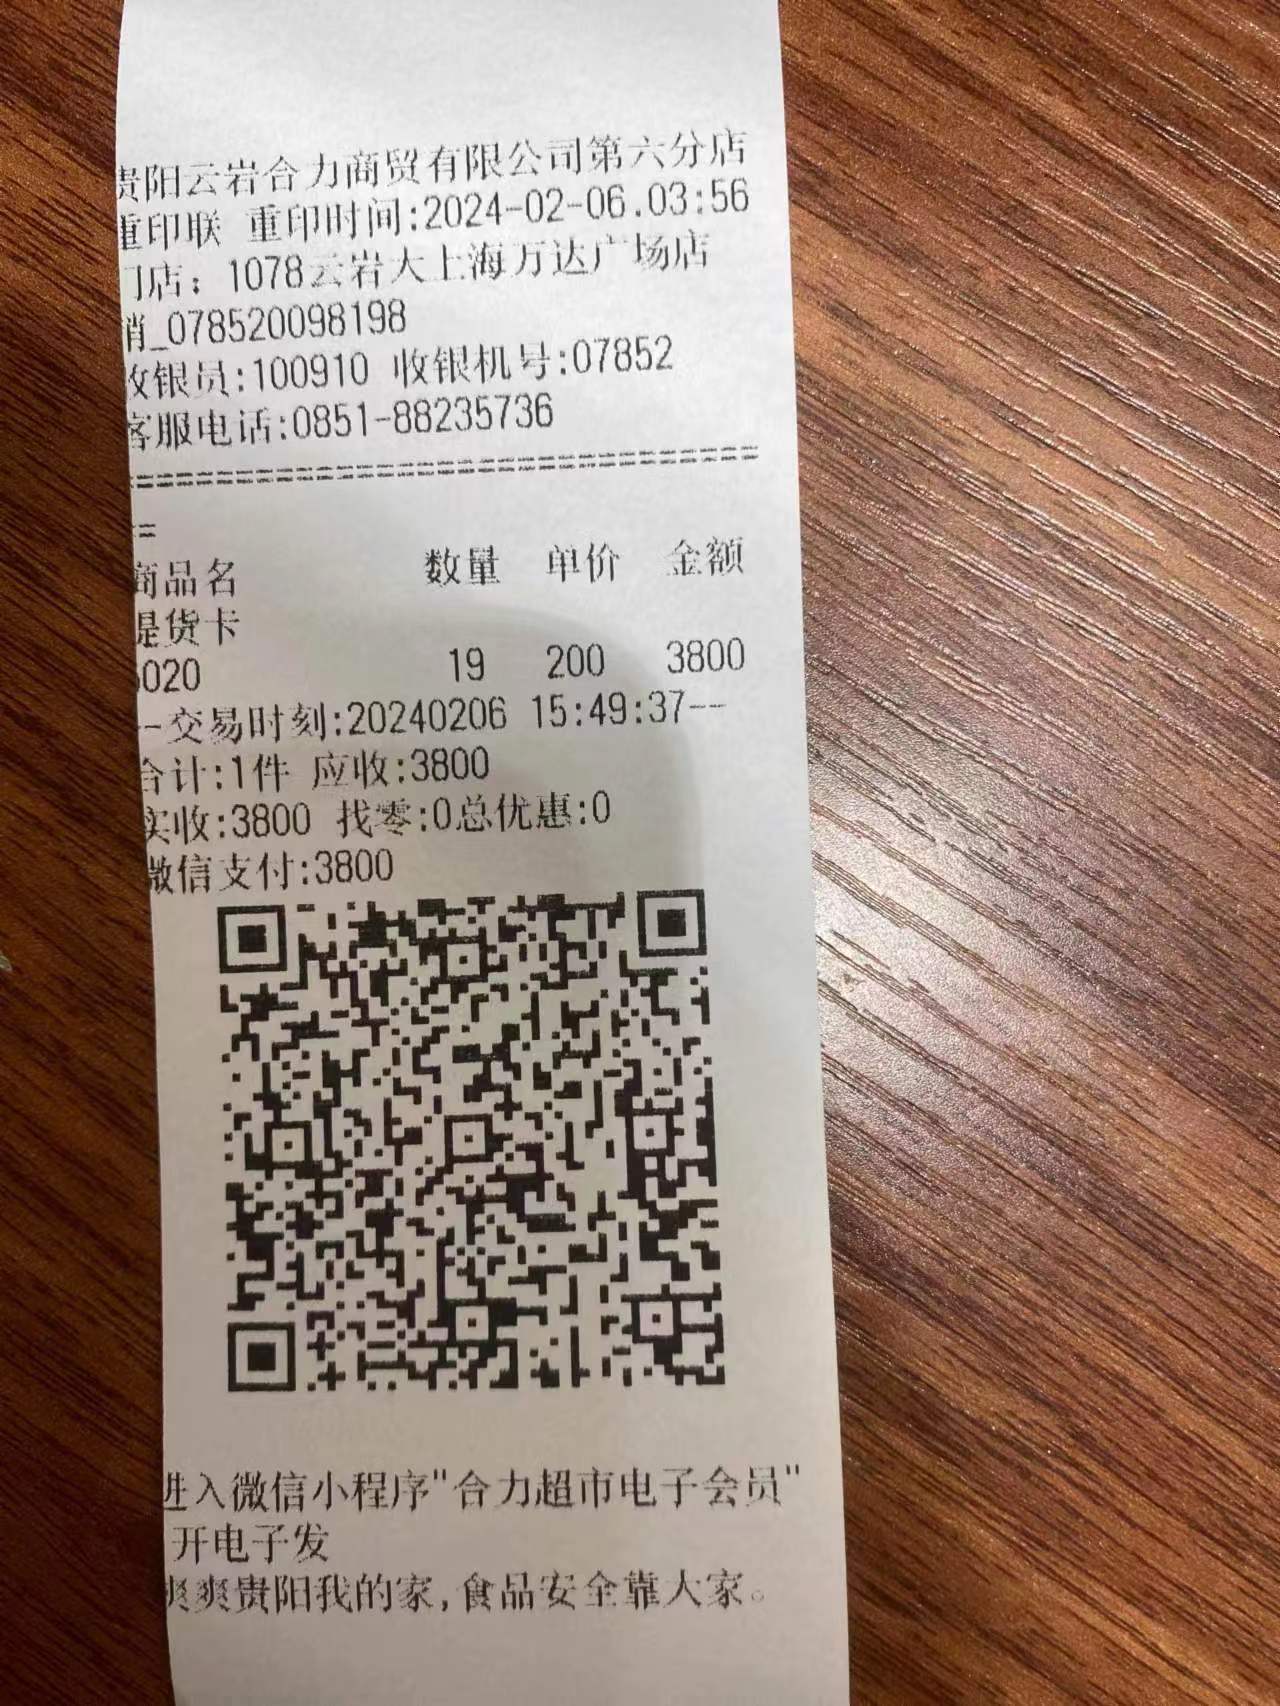 贵阳云岩合力商贸有限公司第六分店
重印联 重印时间:2024-02-06.03:56
门店：1078云岩大上海万达广场店
销_078520098198
收银员:100910 收银机号:07852
客服电话:0851-88235736
商品名 数量 单价 金额
提货卡
020 19 200 3800
--交易时刻:20240206 15:49:37--
合计:1件 应收:3800
实收:3800 找零:0总优惠:0
微信支付:3800
进入微信小程序"合力超市电子会员"
开电子发
爽爽贵阳我的家,食品安全靠大家。